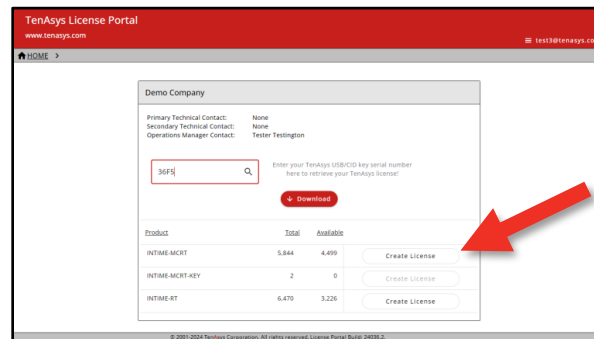 TenAsys License Portal
www.tenasys.com
test3@tenasys.co
HOME >
Demo Company
Primary Technical Contact: None
Secondary Technical Contact: None
Operations Manager Contact: Tester Testington
36F5
Enter your TenAsys USB/CID key serial number
here to retrieve your TenAsys license!
Download
Product Total Available
INTIME-MCRT 5,844 4,499 Create License
INTIME-MCRT-KEY 2 0 Create License
INTIME-RT 6,470 3,226 Create License
© 2001-2024 TenAsys Corporation. All rights reserved. License Portal Build: 24036.2.